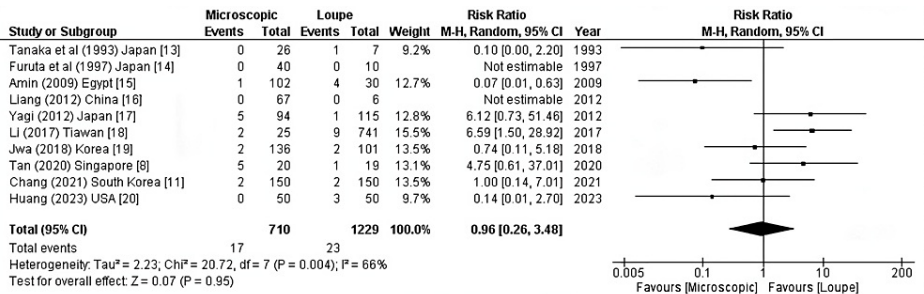 Microscopic Loupe Risk Ratio Risk Ratio
Study or Subgroup Events Total Events Total Weight M-H, Random, 95% CI Year M-H, Random, 95% CI
Tanaka et al (1993) Japan [13] 0 26 1 7 9.2% 0.10 [0.00, 2.20] 1993
Furuta et al (1997) Japan [14] 0 40 0 10 Not estimable 1997
Amin (2009) Egypt [15] 1 102 4 30 12.7% 0.07 [0.01, 0.63] 2009
Liang (2012) China [16] 0 67 0 6 Not estimable 2012
Yagi (2012) Japan [17] 5 94 1 115 12.8% 6.12 [0.73, 51.46] 2012
Li (2017) Tiawan [18] 2 25 9 741 15.5% 6.59 [1.50, 28.92] 2017
Jwa (2018) Korea [19] 2 136 2 101 13.5% 0.74 [0.11, 5.18] 2018
Tan (2020) Singapore [8] 5 20 1 19 13.1% 4.75 [0.61, 37.01] 2020
Chang (2021) South Korea [11] 2 150 2 150 13.5% 1.00 [0.14, 7.01] 2021
Huang (2023) USA [20] 0 50 3 50 9.7% 0.14 [0.01, 2.70] 2023
Total (95% CI) 710 1229 100.0% 0.96 [0.26, 3.48]
Total events 17 23
Heterogeneity: Tau² = 2.23; Chi² = 20.72, df = 7 (P = 0.004); I² = 66%
Test for overall effect: Z = 0.07 (P = 0.95)
0.005 0.1 1 10 200
Favours [Microscopic] Favours [Loupe]